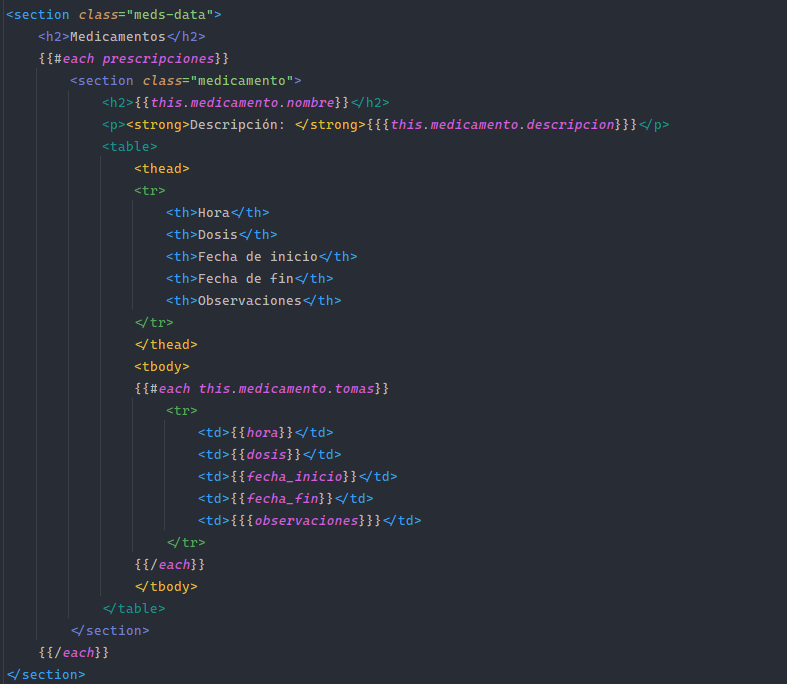 <section class="meds-data">
    <h2>Medicamentos</h2>
    {{#each prescripciones}}
        <section class="medicamento">
            <h2>{{this.medicamento.nombre}}</h2>
            <p><strong>Descripción: </strong>{{{this.medicamento.descripcion}}}</p>
            <table>
                <thead>
                <tr>
                    <th>Hora</th>
                    <th>Dosis</th>
                    <th>Fecha de inicio</th>
                    <th>Fecha de fin</th>
                    <th>Observaciones</th>
                </tr>
                </thead>
                <tbody>
                {{#each this.medicamento.tomas}}
                    <tr>
                        <td>{{hora}}</td>
                        <td>{{dosis}}</td>
                        <td>{{fecha_inicio}}</td>
                        <td>{{fecha_fin}}</td>
                        <td>{{{observaciones}}}</td>
                    </tr>
                {{/each}}
                </tbody>
            </table>
        </section>
    {{/each}}
</section>